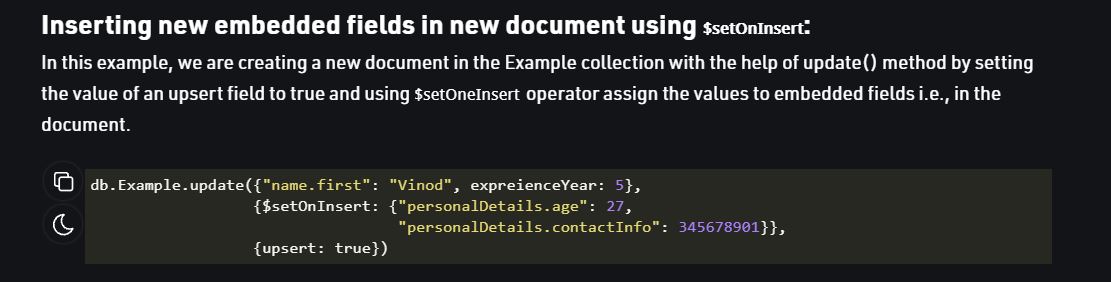 Inserting new embedded fields in new document using $setOnInsert:
In this example, we are creating a new document in the Example collection with the help of update() method by setting
the value of an upsert field to true and using $setOneInsert operator assign the values to embedded fields i.e., in the
document.
db.Example.update({"name.first": "Vinod", expreienceYear: 5},
{$setOnInsert: {"personalDetails.age": 27,
"personalDetails.contactInfo": 345678901}},
{upsert: true})